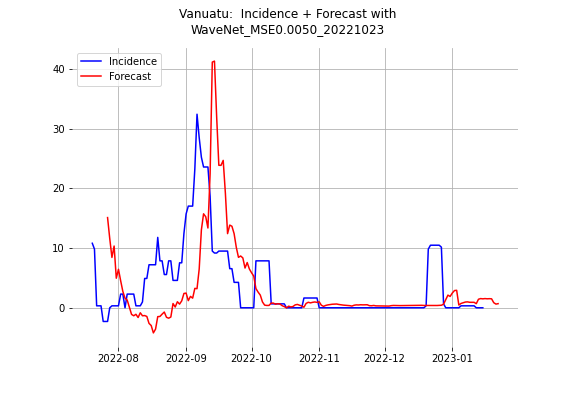 Vanuatu:  Incidence + Forecast with
WaveNet_MSE0.0050_20221023
Incidence
Forecast
40
30
20
10
0
2022-08 2022-09 2022-10 2022-11 2022-12 2023-01